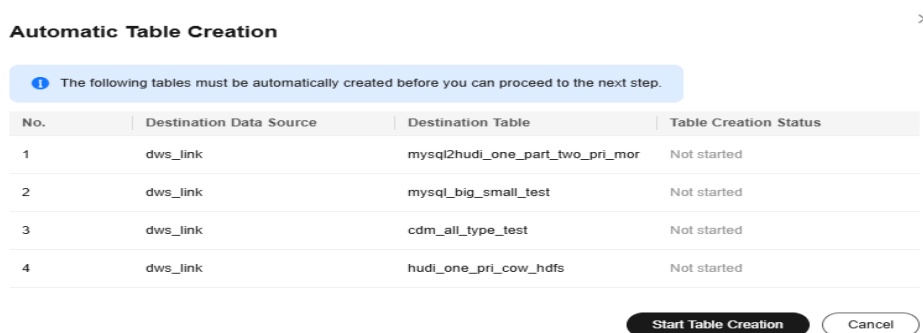 Automatic Table Creation
The following tables must be automatically created before you can proceed to the next step.
No. Destination Data Source Destination Table Table Creation Status
1 dws_link mysql2hudi_one_part_two_pri_mor Not started
2 dws_link mysql_big_small_test Not started
3 dws_link cdm_all_type_test Not started
4 dws_link hudi_one_pri_cow_hdfs Not started
Start Table Creation Cancel